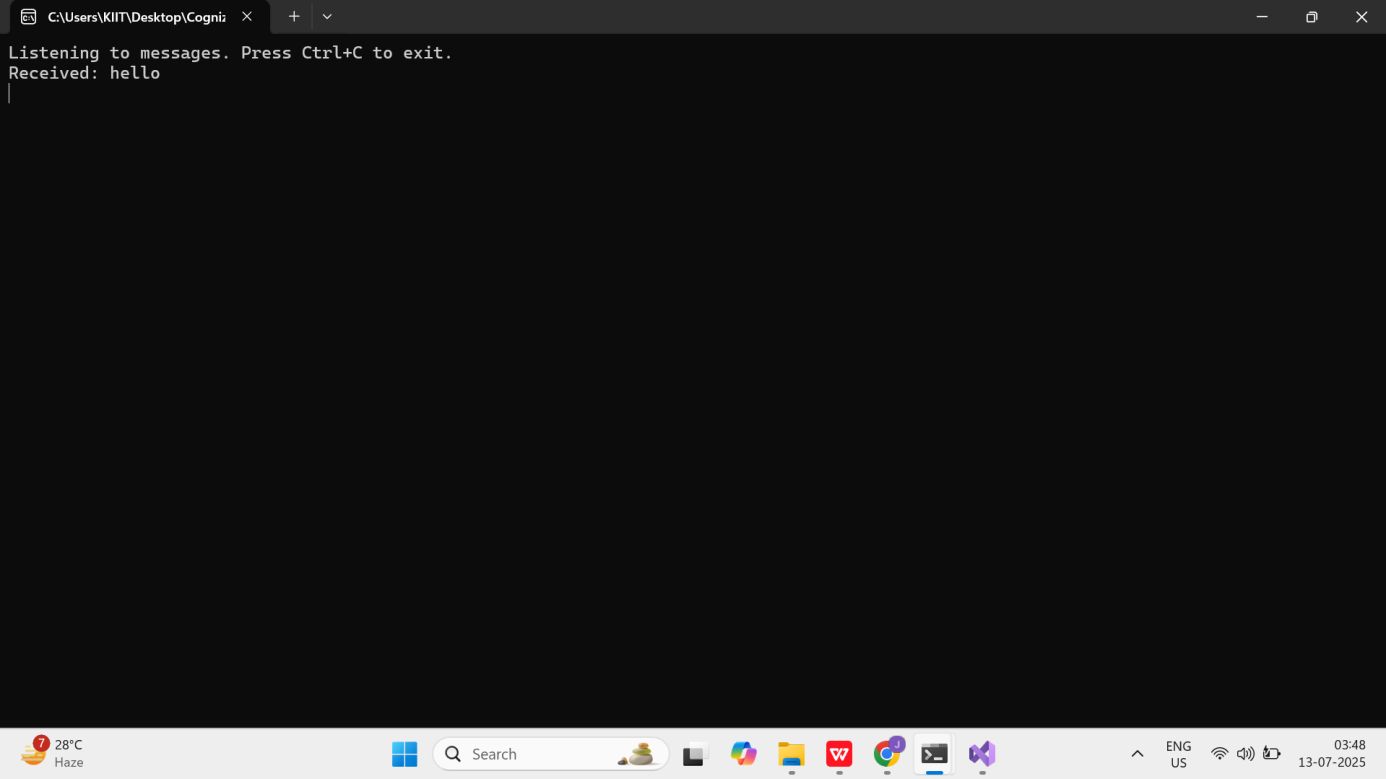 C:\Users\KIIT\Desktop\Cogniz
Listening to messages. Press Ctrl+C to exit.
Received: hello
7
28°C
Haze
Search
J
ENG
US
03:48
13-07-2025